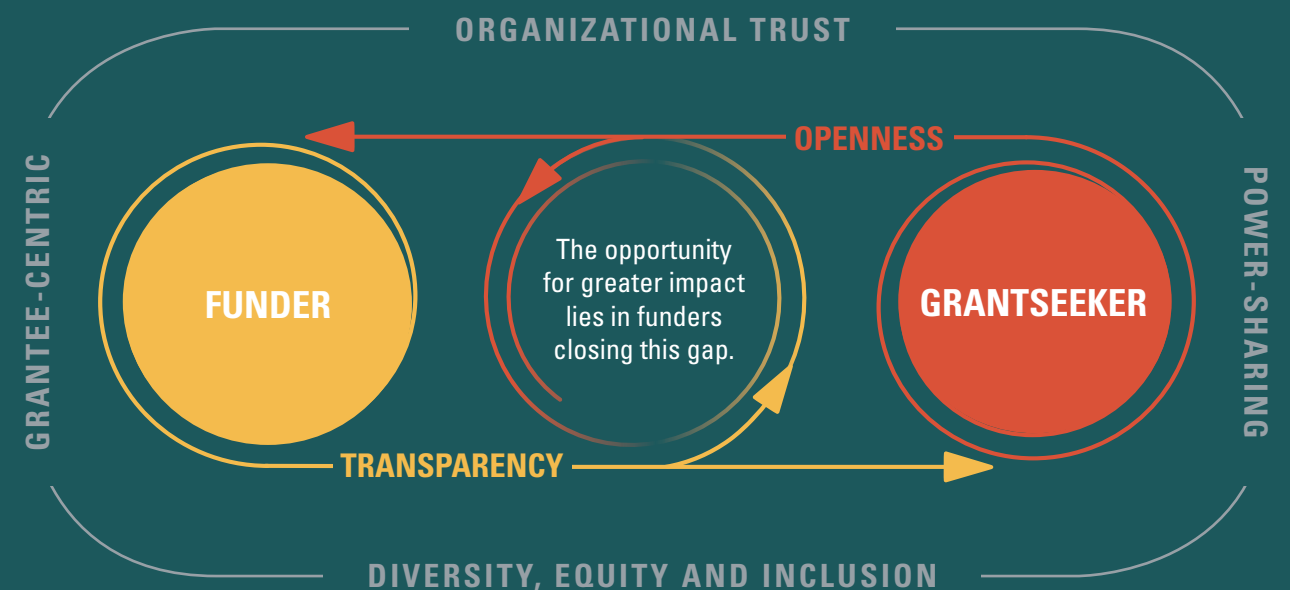 ORGANIZATIONAL TRUST
OPENNESS
GRANTEE-CENTRIC
FUNDER
The opportunity
for greater impact
lies in funders
closing this gap.
GRANTSEEKER
POWER-SHARING
TRANSPARENCY
DIVERSITY, EQUITY AND INCLUSION